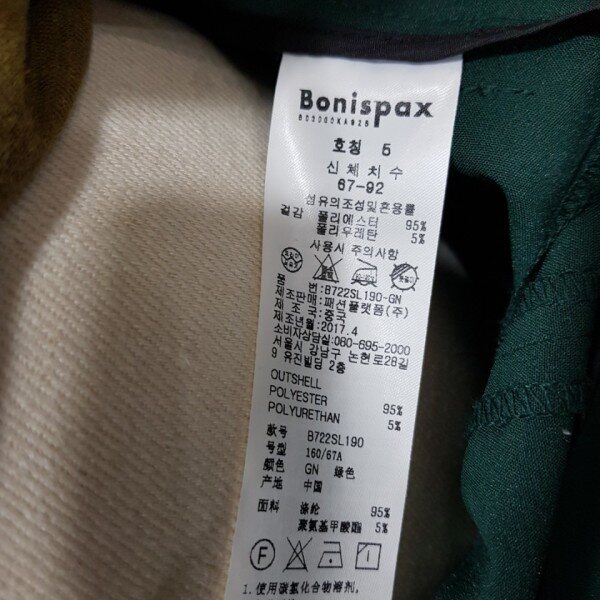 Bonispax
호칭 5
신체치수
67-92
섬유의조성및혼용률
겉감 폴리에스터 95%
폴리우레탄 5%
사용시 주의사항
품 번:B722SL190-GN
제조판매:패션플랫폼(주)
제 조 국:중국
제조년월:2017.4
소비자상담실:080-695-2000
서울시 강남구 논현로28길
9 유진빌딩 2층
OUTSHELL
POLYESTER 95%
POLYURETHAN 5%
款号 B722SL190
号型 160/67A
颜色 GN 绿色
产地 中国
面料 涤纶 95%
聚氨基甲酸酯 5%
F
1.使用碳氢化合物溶剂.